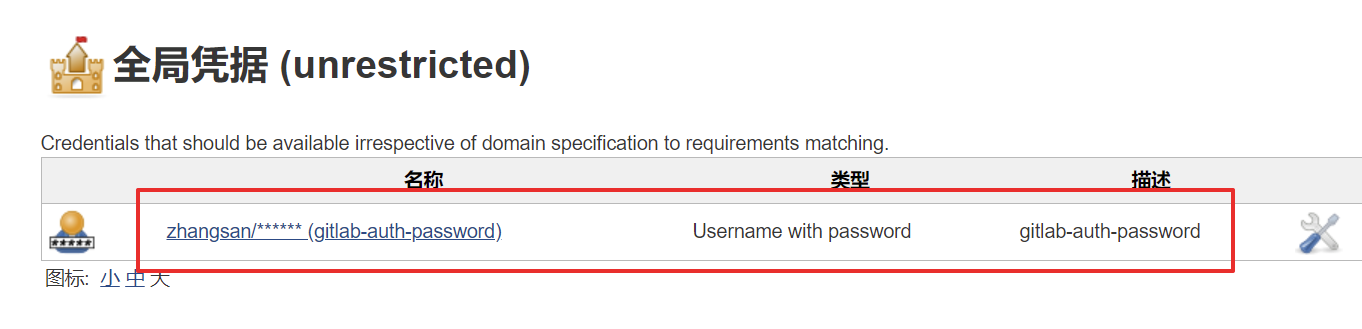 全局凭据 (unrestricted)
Credentials that should be available irrespective of domain specification to requirements matching.
名称 类型 描述
zhangsan/****** (gitlab-auth-password) Username with password gitlab-auth-password
图标: 小 中 大